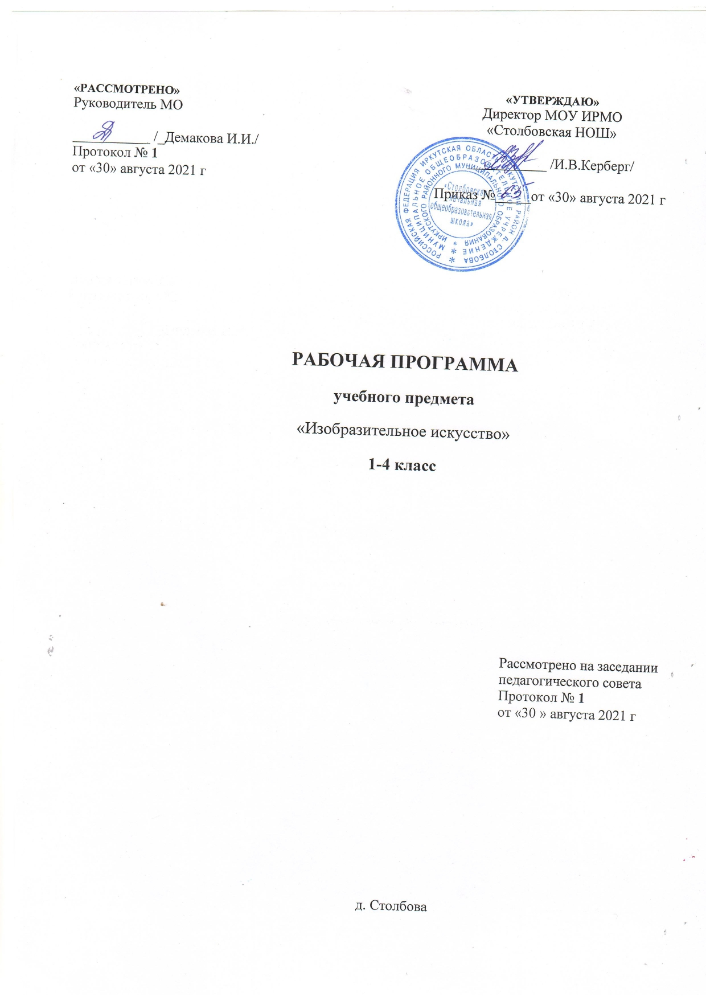 «РАССМОТРЕНО»
Руководитель МО
___________ /_Демакова И.И./
Протокол № 1
от «30» августа 2021 г
«УТВЕРЖДАЮ»
Директор МОУ ИРМО
«Столбовская НОШ»
___________ /И.В.Керберг/
Приказ №_____ от «30» августа 2021 г
РОССИЙСКАЯ ФЕДЕРАЦИЯ ИРКУТСКАЯ ОБЛАСТЬ ИРКУТСКИЙ РАЙОН Д. СТОЛБОВА
МУНИЦИПАЛЬНОЕ ОБЩЕОБРАЗОВАТЕЛЬНОЕ УЧРЕЖДЕНИЕ
ИРКУТСКОГО РАЙОННОГО МУНИЦИПАЛЬНОГО ОБРАЗОВАНИЯ
«Столбовская
начальная
общеобразовательная
школа»
РАБОЧАЯ ПРОГРАММА
учебного предмета
«Изобразительное искусство»
1-4 класс
Рассмотрено на заседании
педагогического совета
Протокол № 1
от «30 » августа 2021 г
д. Столбова